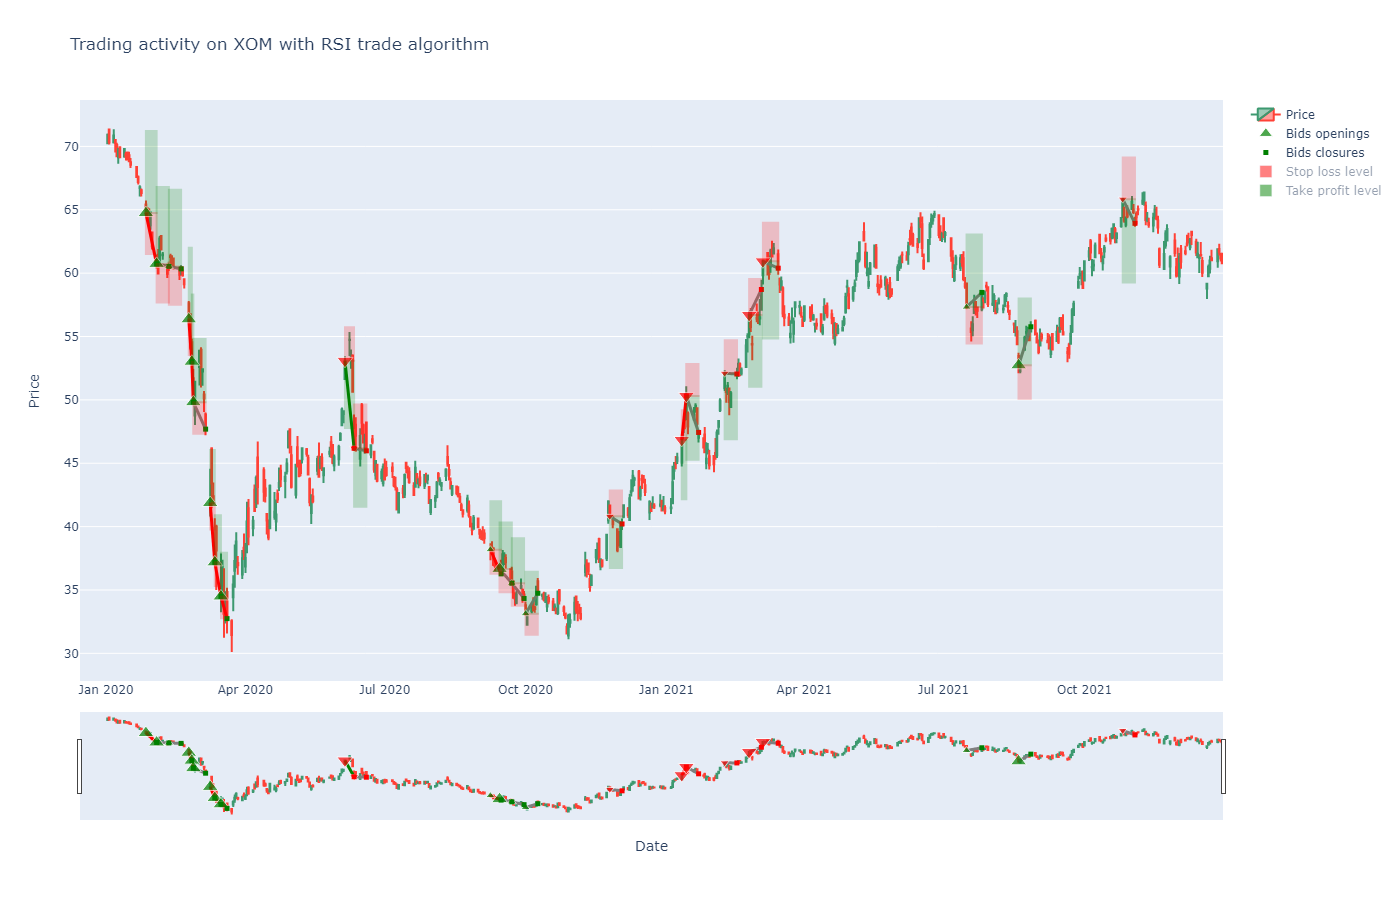 Trading activity on XOM with RSI trade algorithm
Price
Bids openings
Bids closures
Stop loss level
Take profit level
70
65
60
55
50
45
40
35
30
Price
Jan 2020
Apr 2020
Jul 2020
Oct 2020
Jan 2021
Apr 2021
Jul 2021
Oct 2021
Date